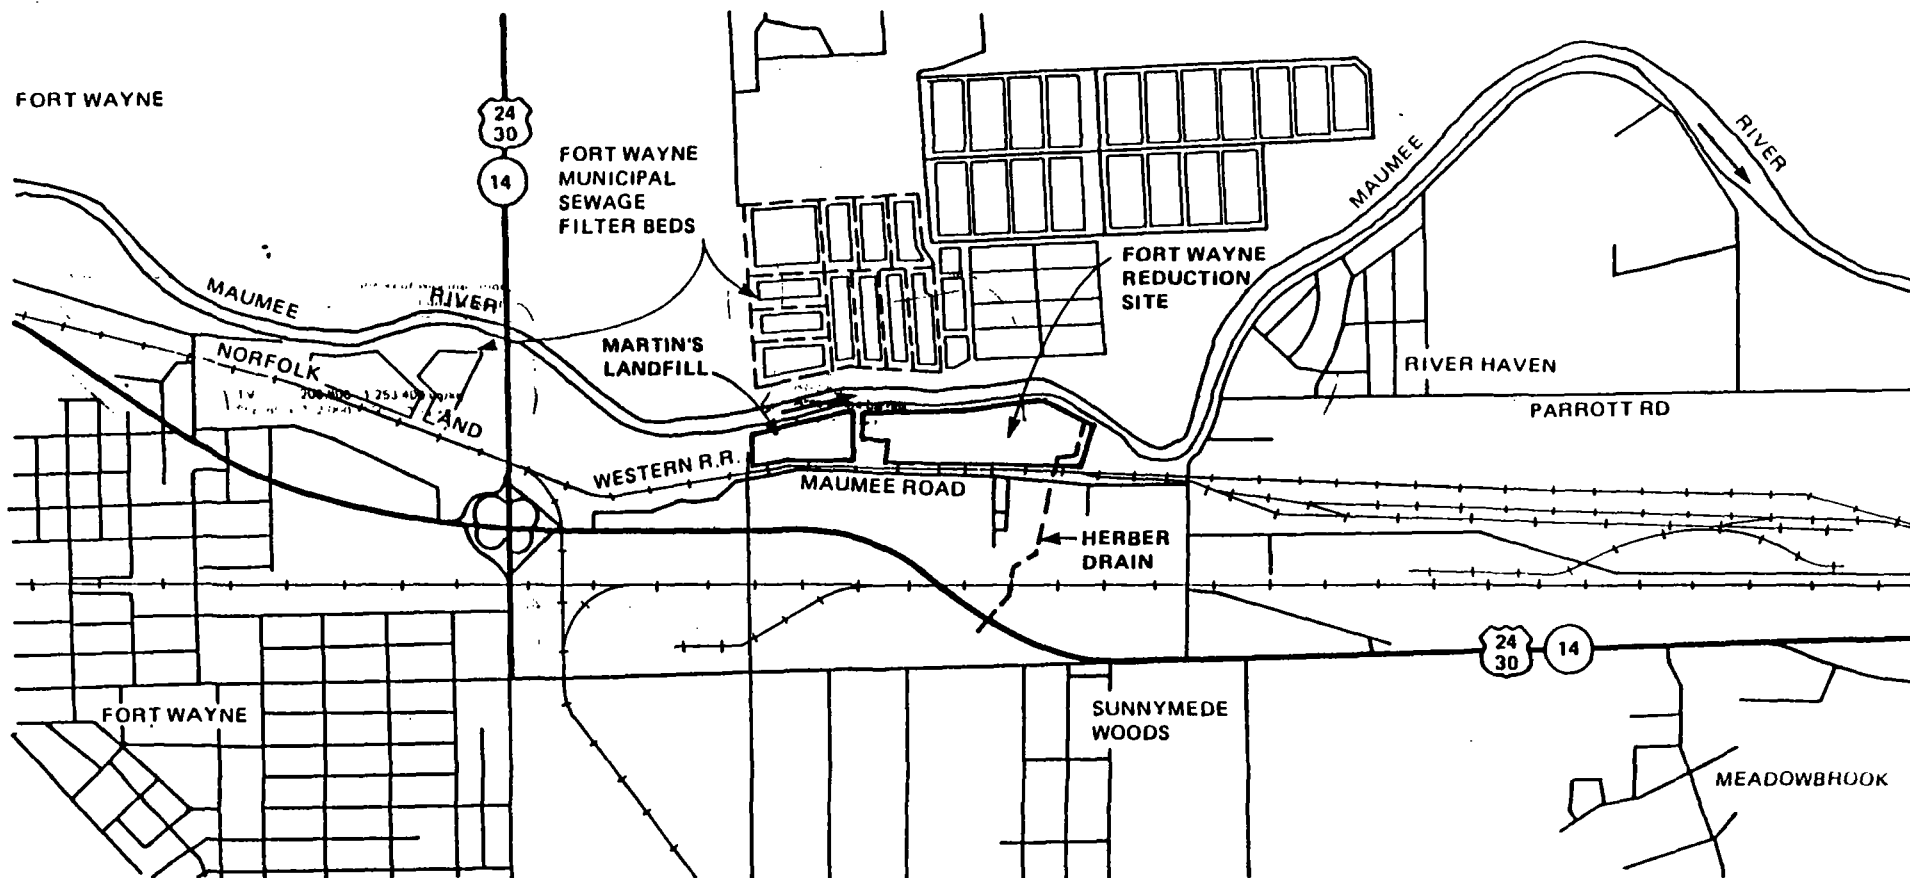 FORT WAYNE
24
30
14
FORT WAYNE
MUNICIPAL
SEWAGE
FILTER BEDS
MAUMEE
RIVER
FORT WAYNE
REDUCTION
SITE
MAUMEE
RIVER
MARTIN'S
LANDFILL
NORFOLK
LAND
WESTERN R.R.
MAUMEE ROAD
RIVER HAVEN
PARROTT RD
HERBER
DRAIN
24
30
14
FORT WAYNE
SUNNYMEDE
WOODS
MEADOWBROOK